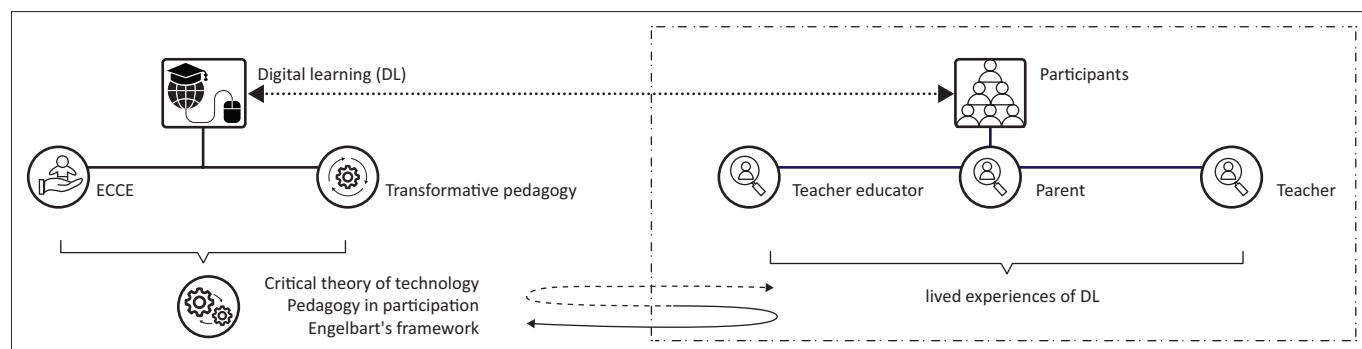 Digital learning (DL)
Participants
ECCE
Transformative pedagogy
Teacher educator
Parent
Teacher
Critical theory of technology
Pedagogy in participation
Engelbart's framework
lived experiences of DL